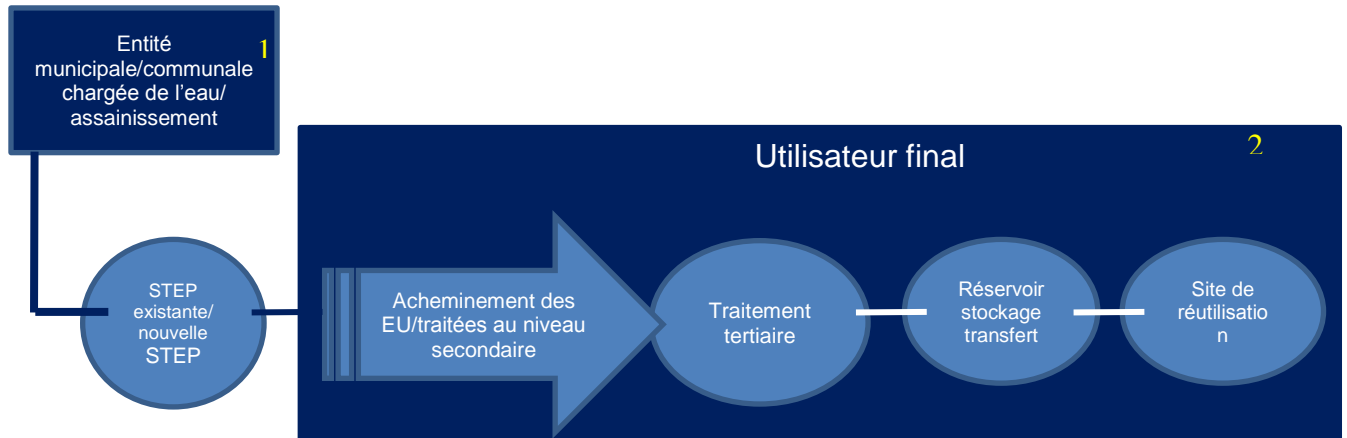 Entité
municipale/communale
chargée de l'eau/
assainissement
1
Utilisateur final
2
STEP
existante/
nouvelle
STEP
Acheminement des
EU/traitées au niveau
secondaire
Traitement
tertiaire
Réservoir
stockage
transfert
Site de
réutilisatio
n